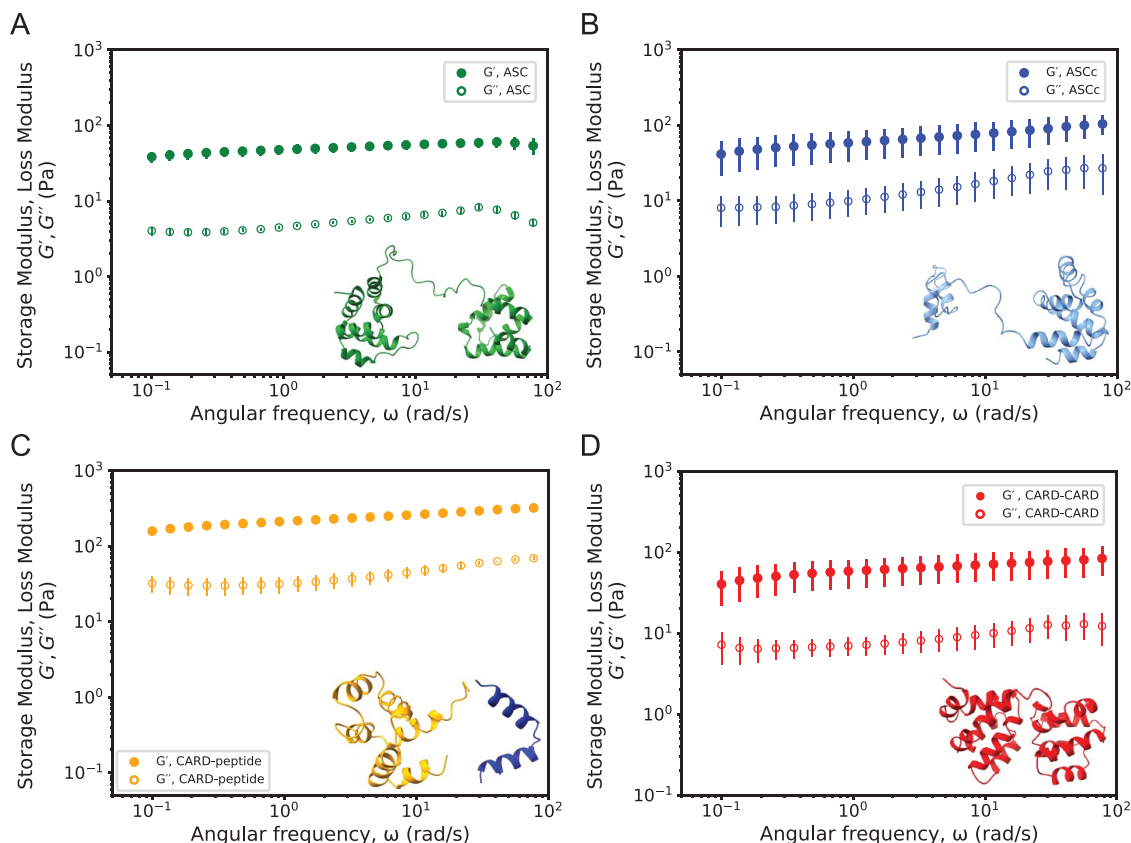 A
Storage Modulus, Loss Modulus
G′, G′′ (Pa)
10³
10²
10¹
10⁰
10⁻¹
G′, ASC
G′′, ASC
10⁻¹ 10⁰ 10¹ 10²
Angular frequency, ω (rad/s)
B
Storage Modulus, Loss Modulus
G′, G′′ (Pa)
10³
10²
10¹
10⁰
10⁻¹
G′, ASCc
G′′, ASCc
10⁻¹ 10⁰ 10¹ 10²
Angular frequency, ω (rad/s)
C
Storage Modulus, Loss Modulus
G′, G′′ (Pa)
10³
10²
10¹
10⁰
10⁻¹
G′, CARD-peptide
G′′, CARD-peptide
10⁻¹ 10⁰ 10¹ 10²
Angular frequency, ω (rad/s)
D
Storage Modulus, Loss Modulus
G′, G′′ (Pa)
10³
10²
10¹
10⁰
10⁻¹
G′, CARD-CARD
G′′, CARD-CARD
10⁻¹ 10⁰ 10¹ 10²
Angular frequency, ω (rad/s)